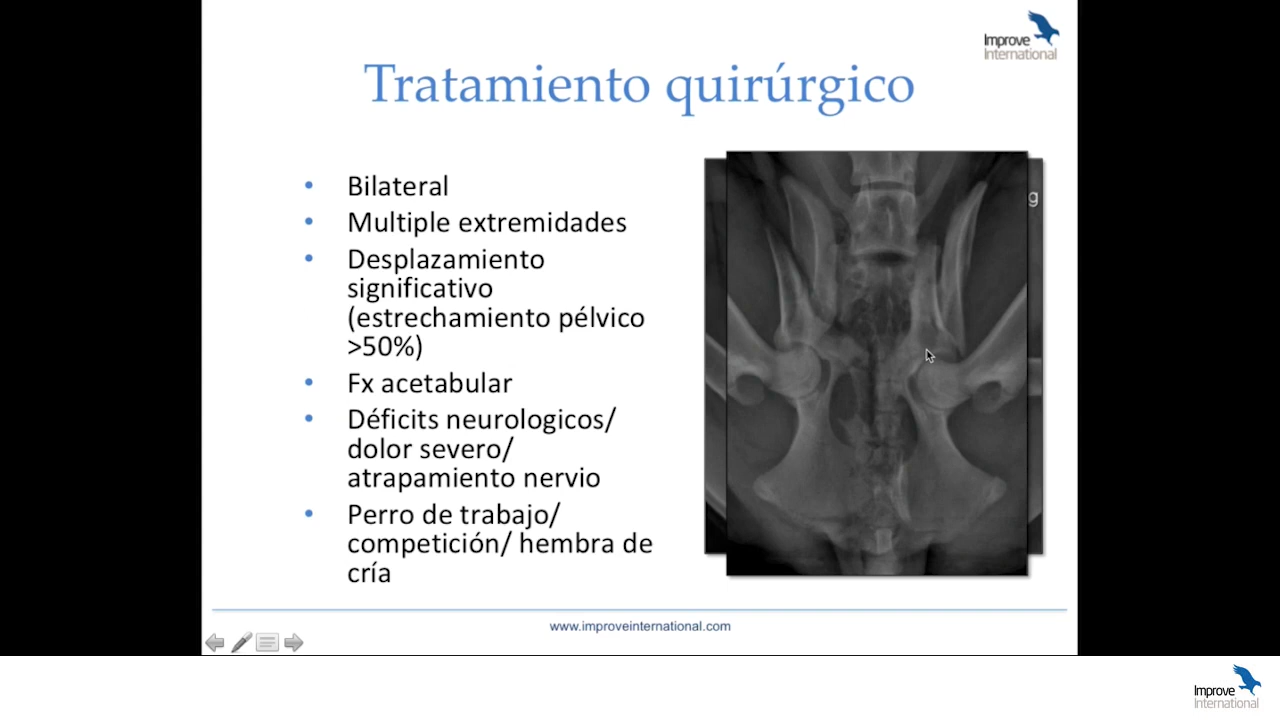 Improve
International
Tratamiento quirúrgico
g
• Bilateral
• Multiple extremidades
• Desplazamiento
significativo
(estrechamiento pélvico
>50%)
• Fx acetabular
• Déficits neurologicos/
dolor severo/
atrapamiento nervio
• Perro de trabajo/
competición/ hembra de
cría
www.improveinternational.com
Improve
International